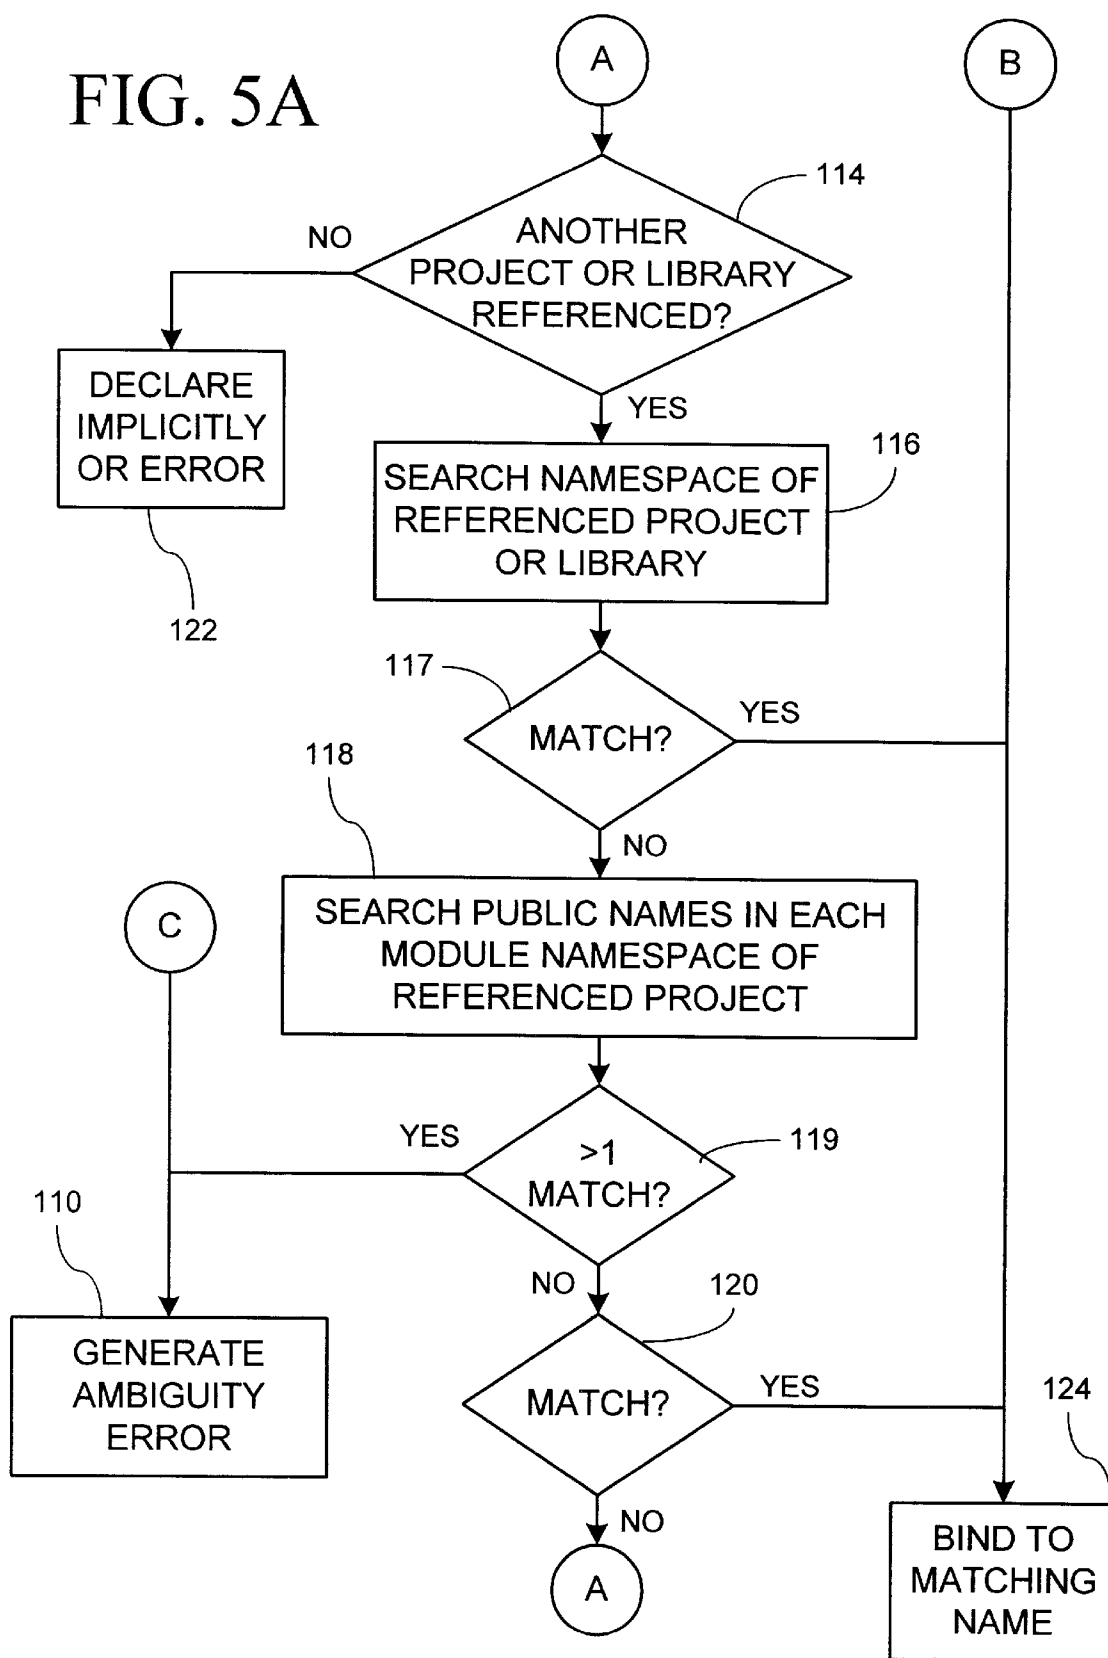 A
B
FIG. 5A
114
NO
ANOTHER
PROJECT OR LIBRARY
REFERENCED?
DECLARE
IMPLICITLY
OR ERROR
YES
116
SEARCH NAMESPACE OF
REFERENCED PROJECT
OR LIBRARY
122
117
MATCH?
YES
118
NO
C
SEARCH PUBLIC NAMES IN EACH
MODULE NAMESPACE OF
REFERENCED PROJECT
YES
>1
MATCH?
119
110
NO
120
GENERATE
AMBIGUITY
ERROR
MATCH?
YES
124
NO
A
BIND TO
MATCHING
NAME